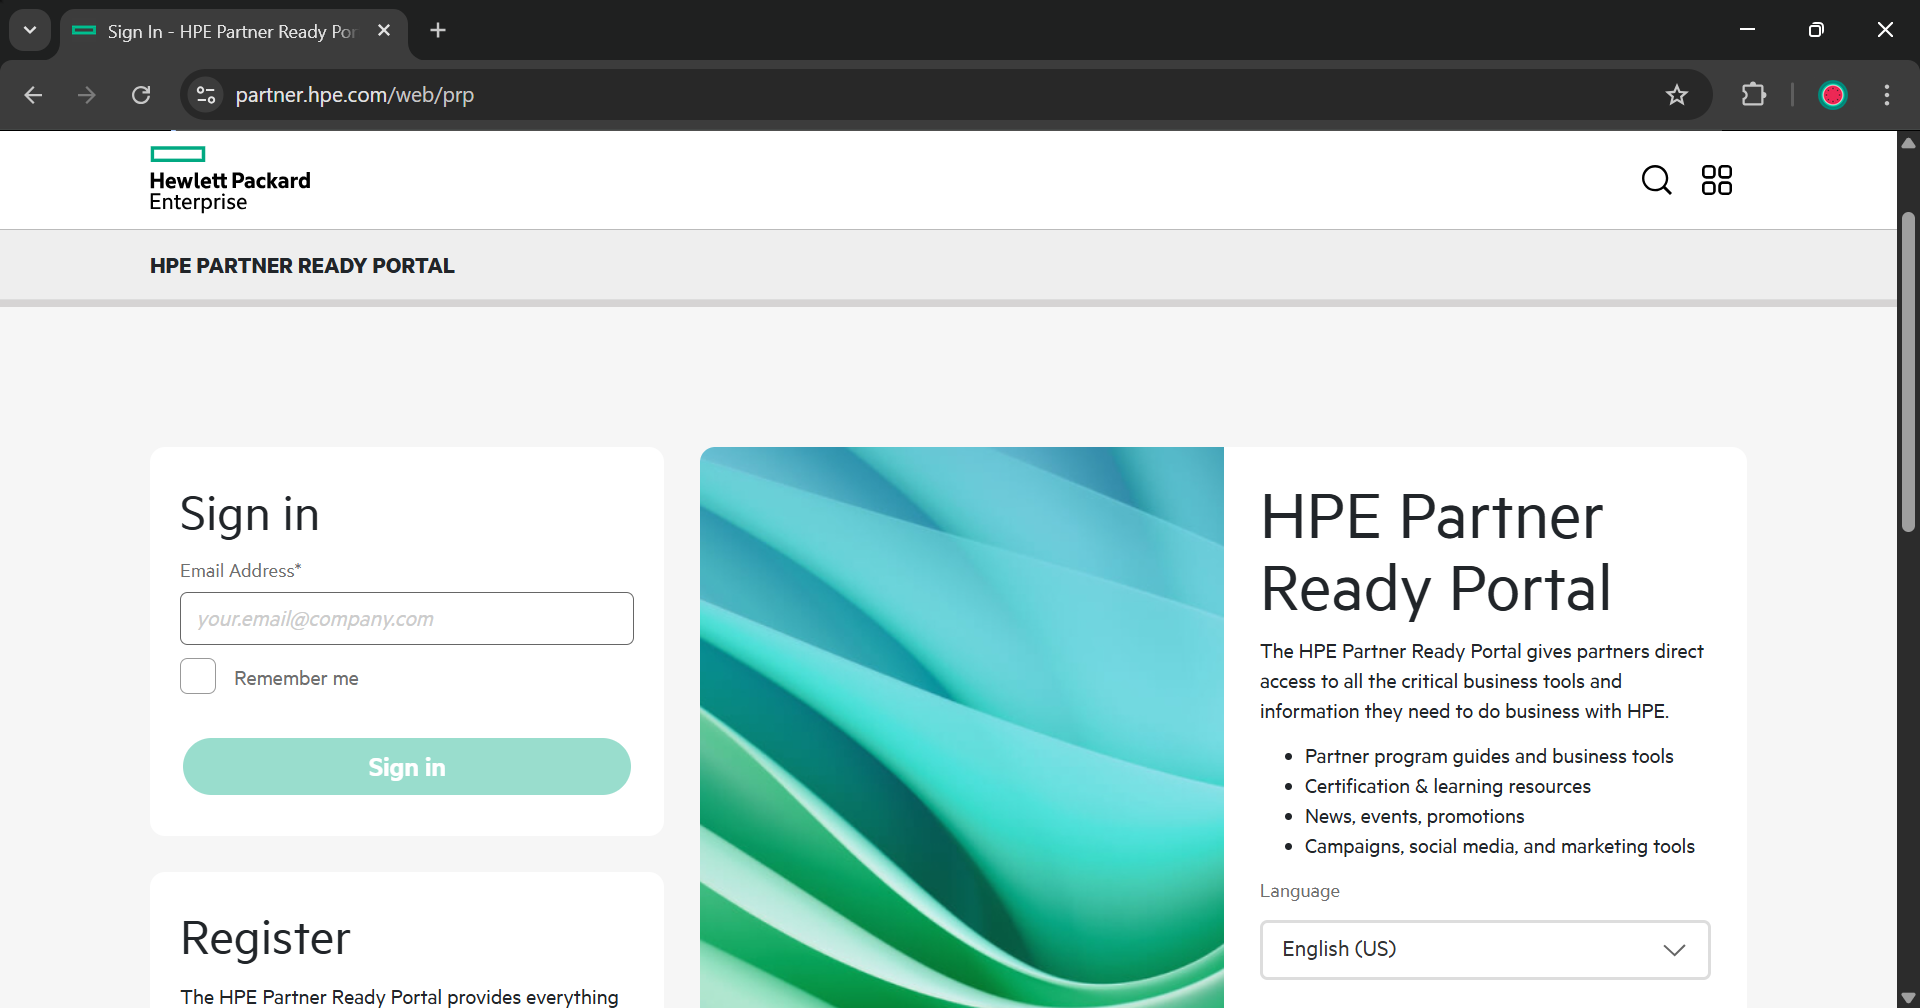 Sign In - HPE Partner Ready Por
partner.hpe.com/web/prp
Hewlett Packard
Enterprise
HPE PARTNER READY PORTAL
Sign in
Email Address*
your.email@company.com
Remember me
Sign in
Register
The HPE Partner Ready Portal provides everything
HPE Partner
Ready Portal
The HPE Partner Ready Portal gives partners direct
access to all the critical business tools and
information they need to do business with HPE.
• Partner program guides and business tools
• Certification & learning resources
• News, events, promotions
• Campaigns, social media, and marketing tools
Language
English (US)